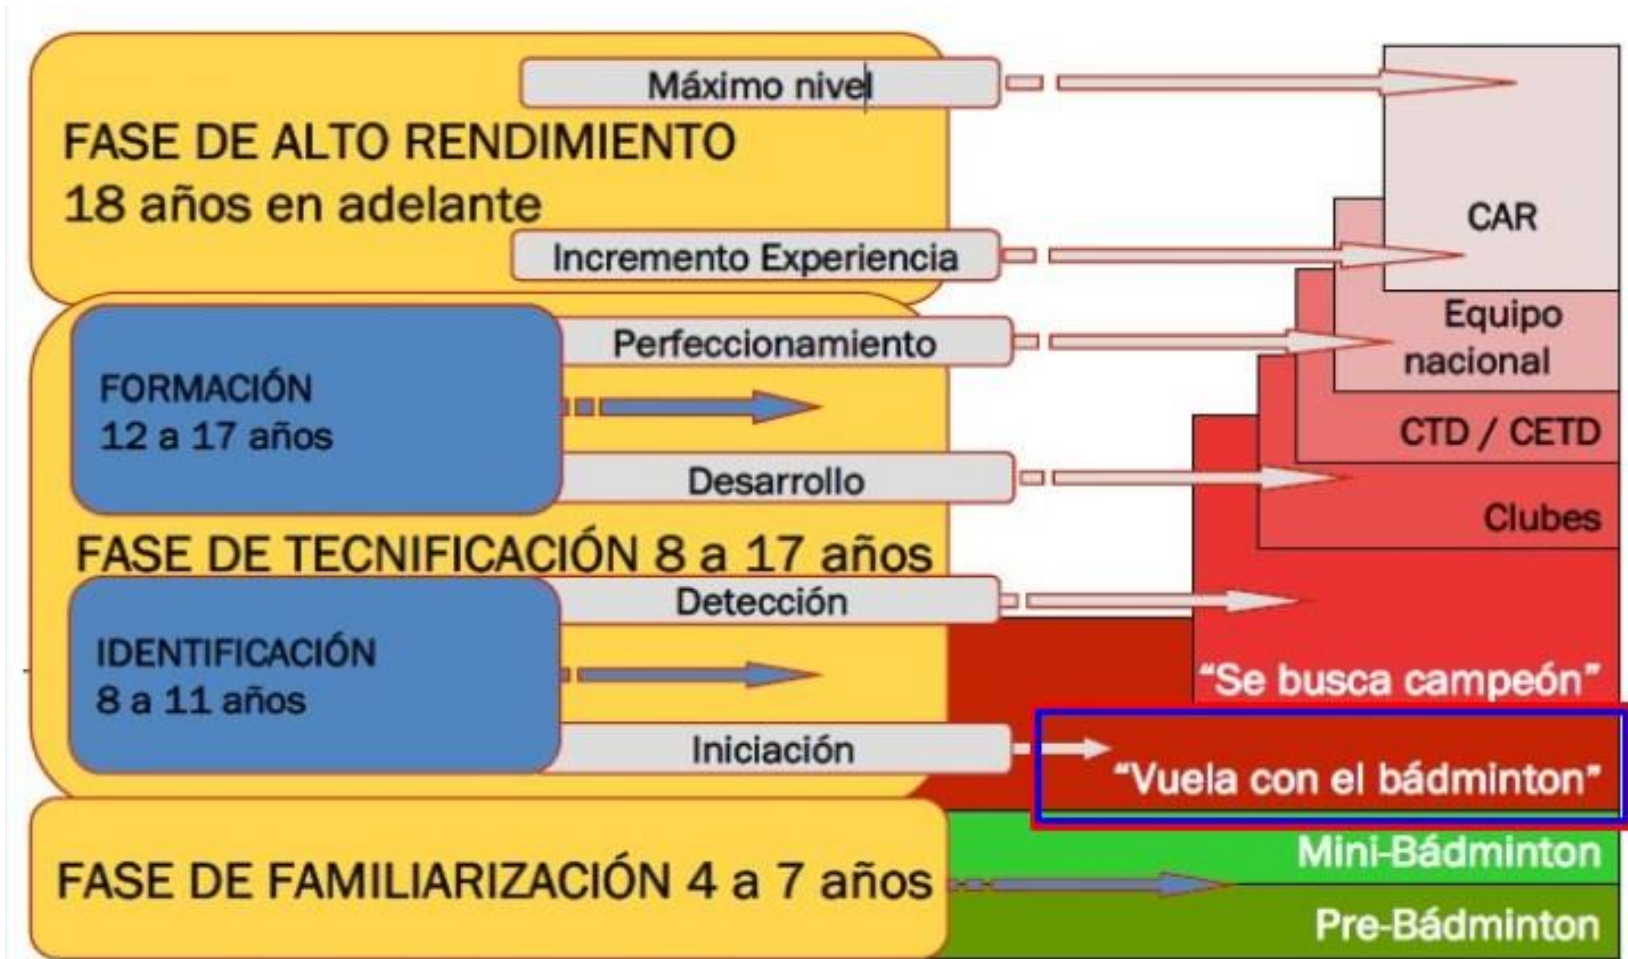 Máximo nivel
FASE DE ALTO RENDIMIENTO
18 años en adelante
CAR
Incremento Experiencia
Equipo
nacional
Perfeccionamiento
FORMACIÓN
12 a 17 años
CTD / CETD
Desarrollo
Clubes
FASE DE TECNIFICACIÓN 8 a 17 años
Detección
IDENTIFICACIÓN
8 a 11 años
“Se busca campeón”
Iniciación
“Vuela con el bádminton”
Mini-Bádminton
FASE DE FAMILIARIZACIÓN 4 a 7 años
Pre-Bádminton